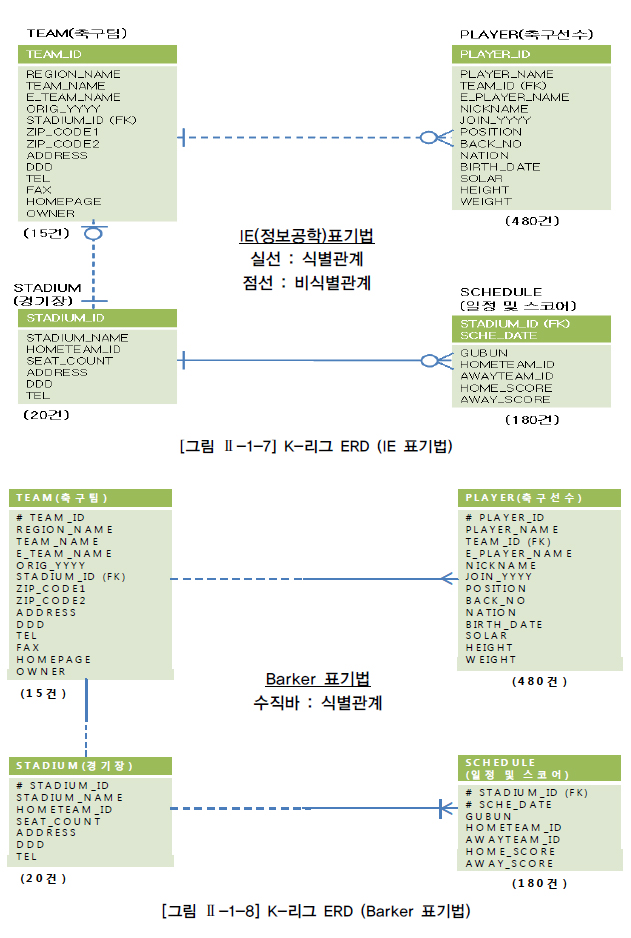 TEAM(축구팀)
TEAM_ID
REGION_NAME
TEAM_NAME
E_TEAM_NAME
ORIG_YYYY
STADIUM_ID (FK)
ZIP_CODE1
ZIP_CODE2
ADDRESS
DDD
TEL
FAX
HOMEPAGE
OWNER
(15건)
PLAYER(축구선수)
PLAYER_ID
PLAYER_NAME
TEAM_ID (FK)
E_PLAYER_NAME
NICKNAME
JOIN_YYYY
POSITION
BACK_NO
NATION
BIRTH_DATE
SOLAR
HEIGHT
WEIGHT
(480건)
IE(정보공학)표기법
실선 : 식별관계
점선 : 비식별관계
STADIUM
(경기장)
STADIUM_ID
STADIUM_NAME
HOMETEAM_ID
SEAT_COUNT
ADDRESS
DDD
TEL
(20건)
SCHEDULE
(일정 및 스코어)
STADIUM_ID (FK)
SCHE_DATE
GUBUN
HOMETEAM_ID
AWAYTEAM_ID
HOME_SCORE
AWAY_SCORE
(180건)
[그림 Ⅱ-1-7] K-리그 ERD (IE 표기법)
TEAM(축구팀)
# TEAM_ID
REGION_NAME
TEAM_NAME
E_TEAM_NAME
ORIG_YYYY
STADIUM_ID (FK)
ZIP_CODE1
ZIP_CODE2
ADDRESS
DDD
TEL
FAX
HOMEPAGE
OWNER
(15건)
PLAYER(축구선수)
# PLAYER_ID
PLAYER_NAME
TEAM_ID (FK)
E_PLAYER_NAME
NICKNAME
JOIN_YYYY
POSITION
BACK_NO
NATION
BIRTH_DATE
SOLAR
HEIGHT
WEIGHT
(480건)
Barker 표기법
수직바 : 식별관계
STADIUM(경기장)
# STADIUM_ID
STADIUM_NAME
HOMETEAM_ID
SEAT_COUNT
ADDRESS
DDD
TEL
(20건)
SCHEDULE
(일정 및 스코어)
# STADIUM_ID (FK)
# SCHE_DATE
GUBUN
HOMETEAM_ID
AWAYTEAM_ID
HOME_SCORE
AWAY_SCORE
(180건)
[그림 Ⅱ-1-8] K-리그 ERD (Barker 표기법)